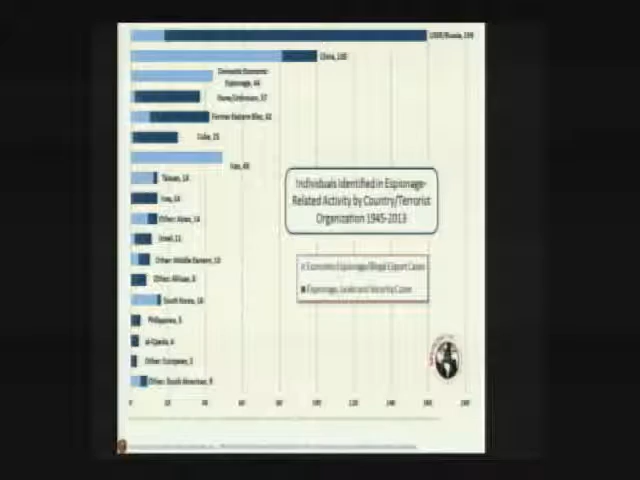 USSR/Russia, 159
China, 100
Domestic Economic
Espionage, 44
None/Unknown, 37
Former Eastern Bloc, 42
Cuba, 25
Iran, 49
Taiwan, 14
Iraq, 14
Other: Asian, 14
Israel, 11
Other: Middle Eastern, 10
Other: African, 8
South Korea, 16
Philippines, 5
al-Qaeda, 4
Other: European, 3
Other: South American, 9
Individuals Identified in Espionage-
Related Activity by Country/Terrorist
Organization 1945-2013
Economic Espionage/Illegal Export Cases
Espionage, Leaks and Security Cases
0 20 40 60 80 100 120 140 160 180